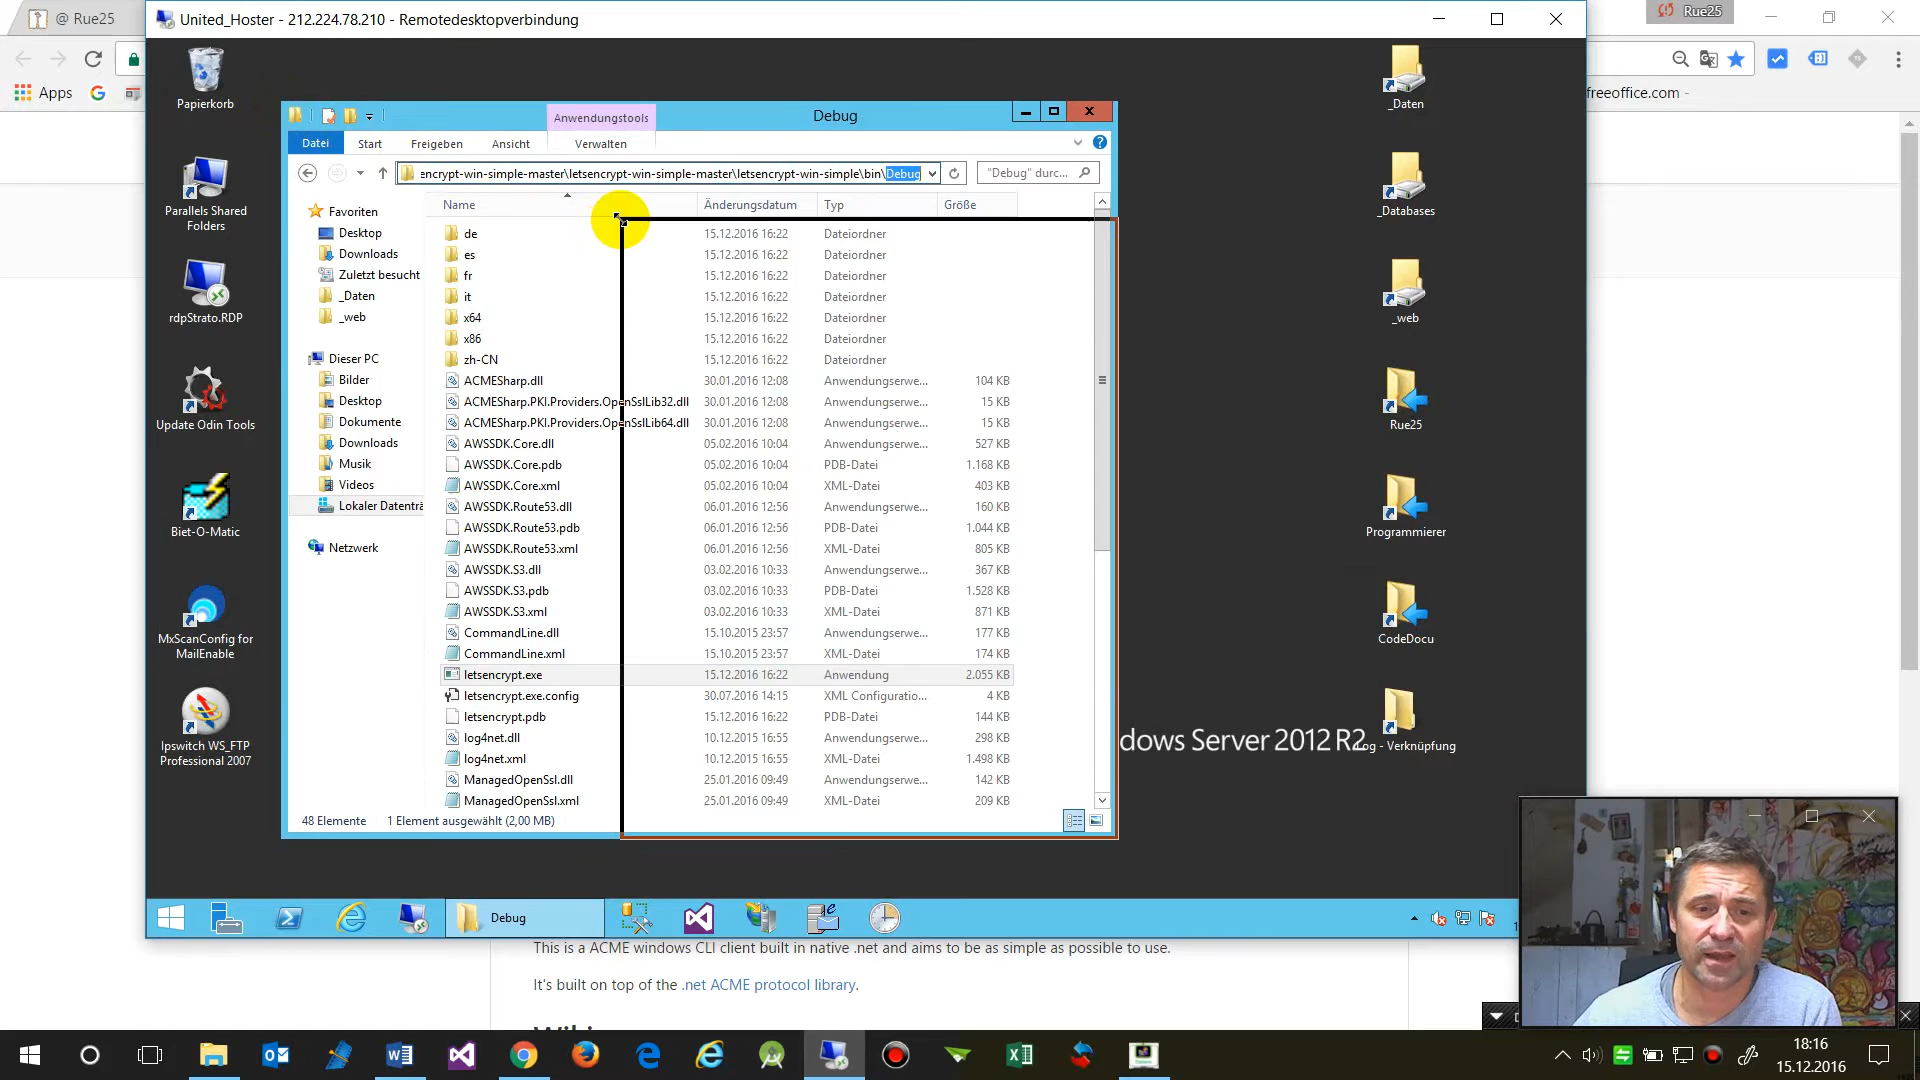 @ Rue25
United_Hoster - 212.224.78.210 - Remotedesktopverbindung
Rue25
Apps
freeoffice.com -
Papierkorb
Parallels Shared
Folders
rdpStrato.RDP
Update Odin Tools
Biet-O-Matic
MxScanConfig for
MailEnable
Ipswitch WS_FTP
Professional 2007
Anwendungstools
Debug
Datei
Start
Freigeben
Ansicht
Verwalten
encrypt-win-simple-master\letsencrypt-win-simple-master\letsencrypt-win-simple\bin\Debug
"Debug" durc...
Favoriten
Desktop
Downloads
Zuletzt besucht
_Daten
_web
Dieser PC
Bilder
Desktop
Dokumente
Downloads
Musik
Videos
Lokaler Datenträ
Netzwerk
Name Änderungsdatum Typ Größe
de 15.12.2016 16:22 Dateiordner
es 15.12.2016 16:22 Dateiordner
fr 15.12.2016 16:22 Dateiordner
it 15.12.2016 16:22 Dateiordner
x64 15.12.2016 16:22 Dateiordner
x86 15.12.2016 16:22 Dateiordner
zh-CN 15.12.2016 16:22 Dateiordner
ACMESharp.dll 30.01.2016 12:08 Anwendungserwe... 104 KB
ACMESharp.PKI.Providers.OpenSslLib32.dll 30.01.2016 12:08 Anwendungserwe... 15 KB
ACMESharp.PKI.Providers.OpenSslLib64.dll 30.01.2016 12:08 Anwendungserwe... 15 KB
AWSSDK.Core.dll 05.02.2016 10:04 Anwendungserwe... 527 KB
AWSSDK.Core.pdb 05.02.2016 10:04 PDB-Datei 1.168 KB
AWSSDK.Core.xml 05.02.2016 10:04 XML-Datei 403 KB
AWSSDK.Route53.dll 06.01.2016 12:56 Anwendungserwe... 160 KB
AWSSDK.Route53.pdb 06.01.2016 12:56 PDB-Datei 1.044 KB
AWSSDK.Route53.xml 06.01.2016 12:56 XML-Datei 805 KB
AWSSDK.S3.dll 03.02.2016 10:33 Anwendungserwe... 367 KB
AWSSDK.S3.pdb 03.02.2016 10:33 PDB-Datei 1.528 KB
AWSSDK.S3.xml 03.02.2016 10:33 XML-Datei 871 KB
CommandLine.dll 15.10.2015 23:57 Anwendungserwe... 177 KB
CommandLine.xml 15.10.2015 23:57 XML-Datei 174 KB
letsencrypt.exe 15.12.2016 16:22 Anwendung 2.055 KB
letsencrypt.exe.config 30.07.2016 14:15 XML Configuratio... 4 KB
letsencrypt.pdb 15.12.2016 16:22 PDB-Datei 144 KB
log4net.dll 10.12.2015 16:55 Anwendungserwe... 298 KB
log4net.xml 10.12.2015 16:55 XML-Datei 1.498 KB
ManagedOpenSsl.dll 25.01.2016 09:49 Anwendungserwe... 142 KB
ManagedOpenSsl.xml 25.01.2016 09:49 XML-Datei 209 KB
48 Elemente 1 Element ausgewählt (2,00 MB)
_Daten
_Databases
_web
Rue25
Programmierer
CodeDocu
dows Server 2012 R2
og - Verknüpfung
Debug
This is a ACME windows CLI client built in native .net and aims to be as simple as possible to use.
It's built on top of the .net ACME protocol library.
18:16
15.12.2016